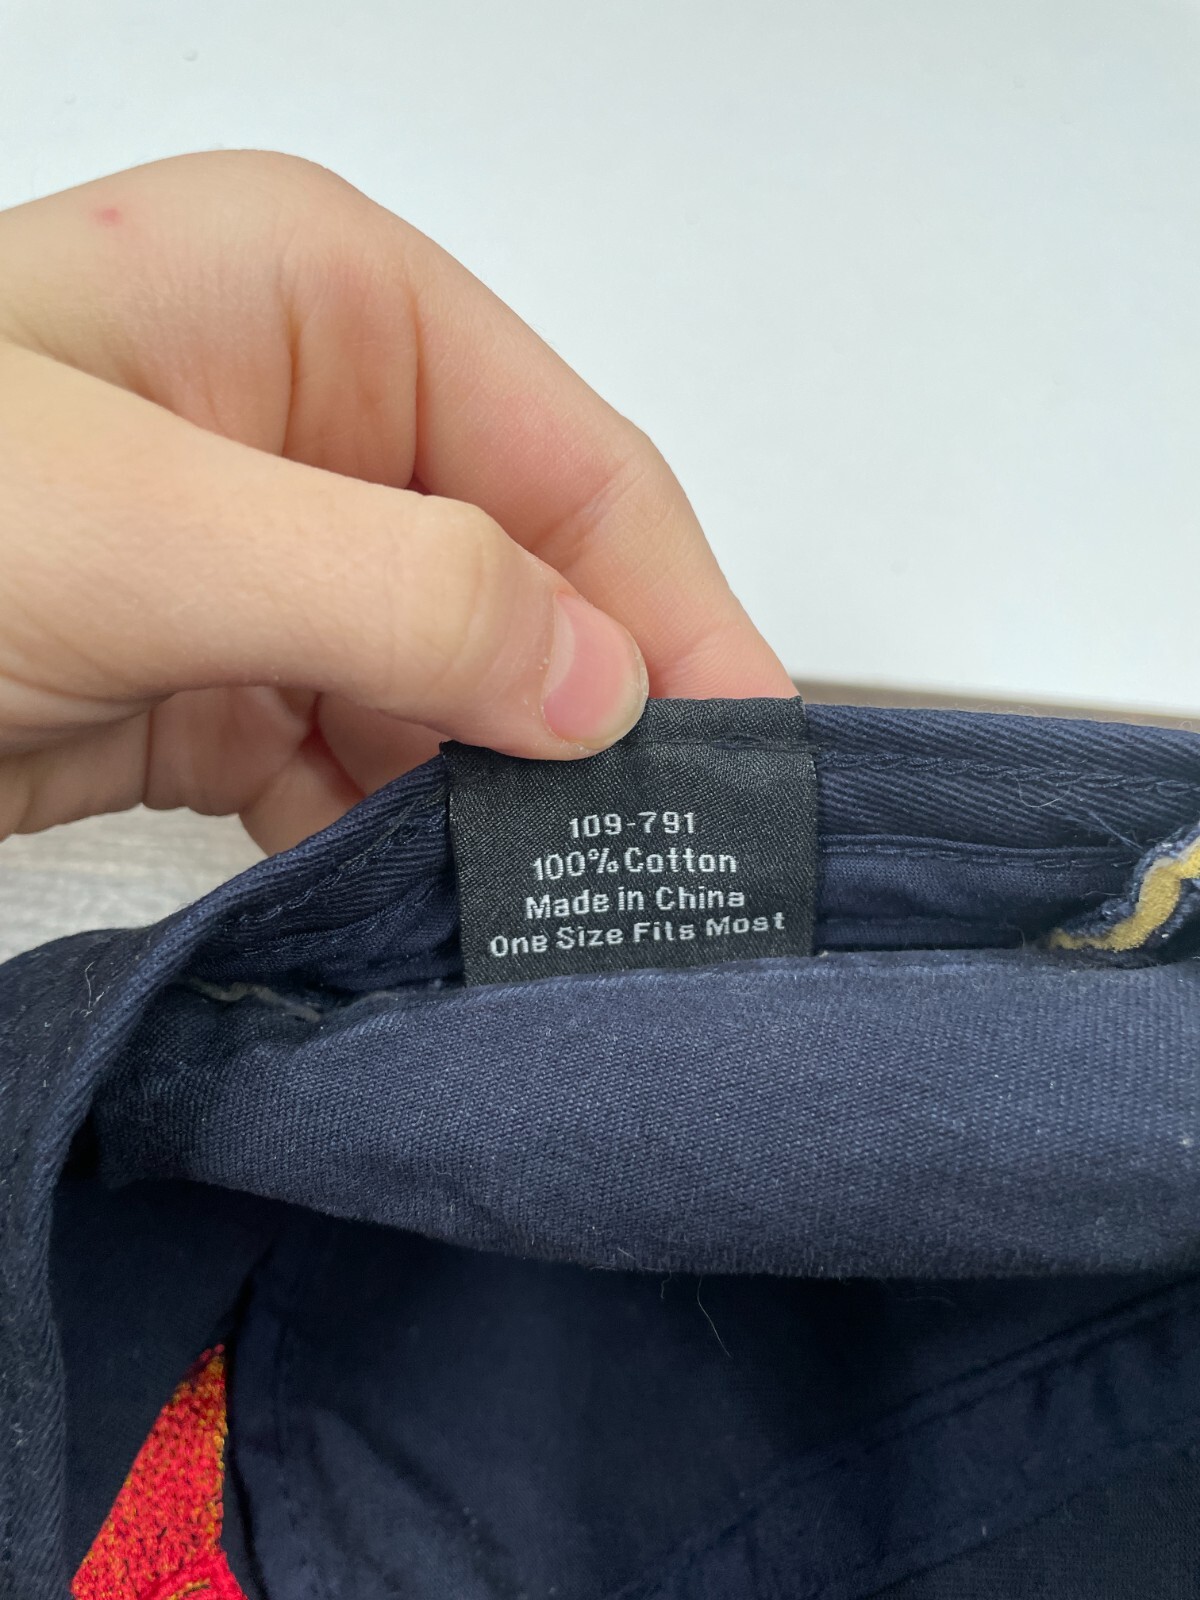 109-791
100% Cotton
Made in China
One Size Fits Most